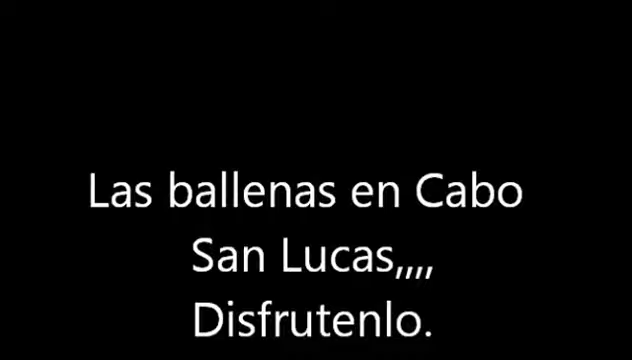 Las ballenas en Cabo
San Lucas,,,,
Disfrutenlo.